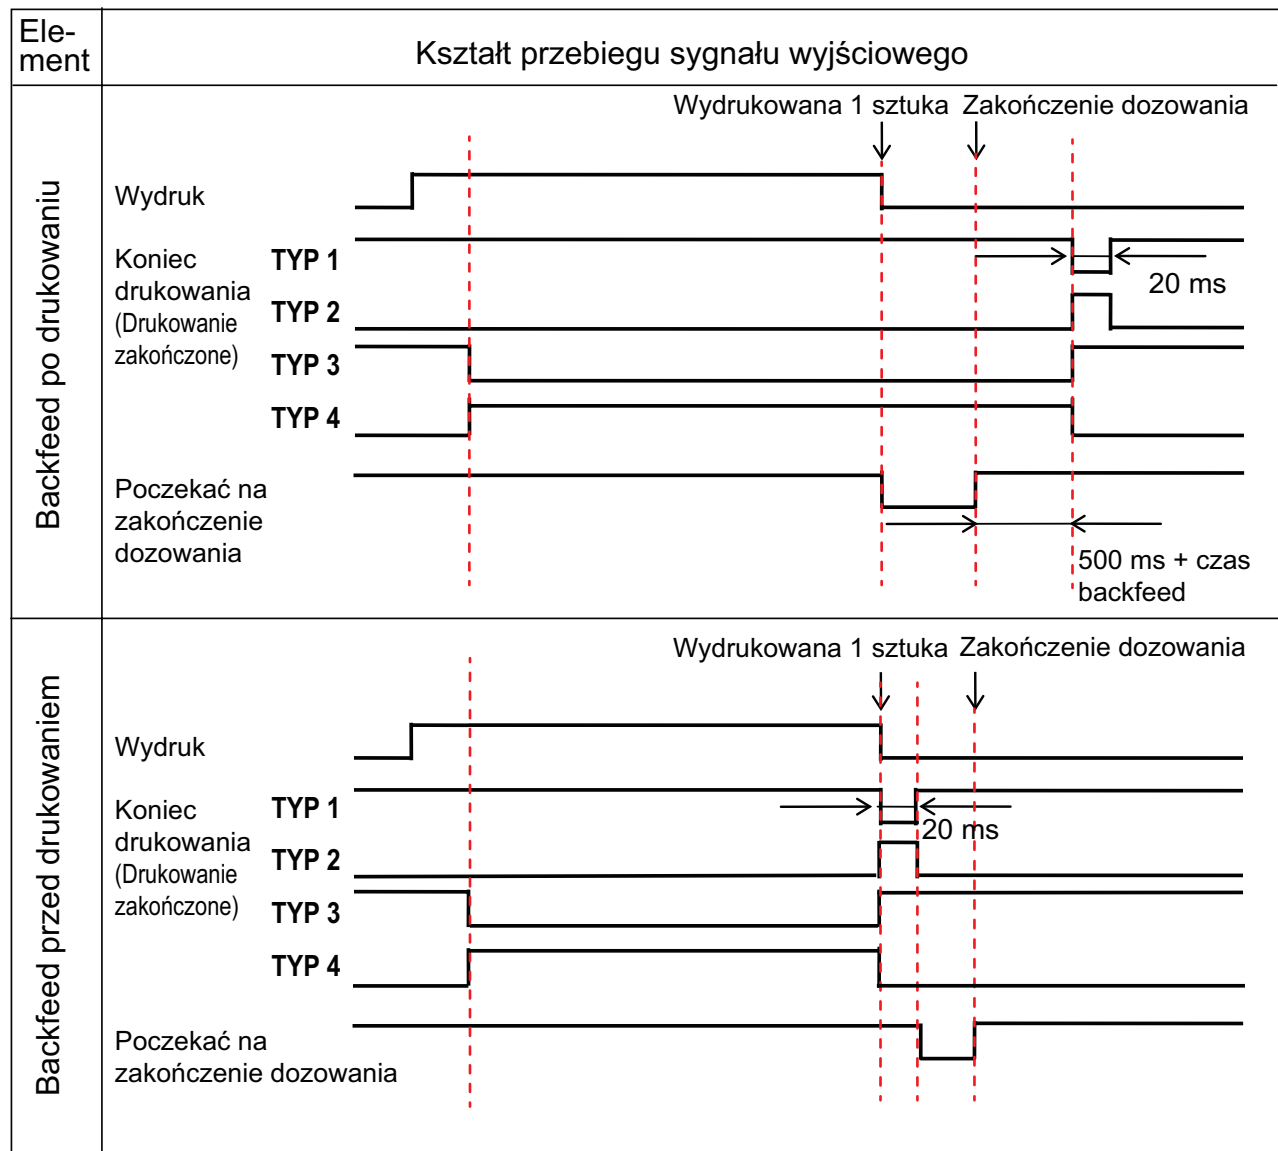 Ele-
ment
Kształt przebiegu sygnału wyjściowego
Backfeed po drukowaniu
Wydrukowana 1 sztuka Zakończenie dozowania
Wydruk
Koniec
drukowania
(Drukowanie
zakończone)
TYP 1
TYP 2
TYP 3
TYP 4
20 ms
Poczekać na
zakończenie
dozowania
500 ms + czas
backfeed
Backfeed przed drukowaniem
Wydrukowana 1 sztuka Zakończenie dozowania
Wydruk
Koniec
drukowania
(Drukowanie
zakończone)
TYP 1
TYP 2
TYP 3
TYP 4
20 ms
Poczekać na
zakończenie dozowania